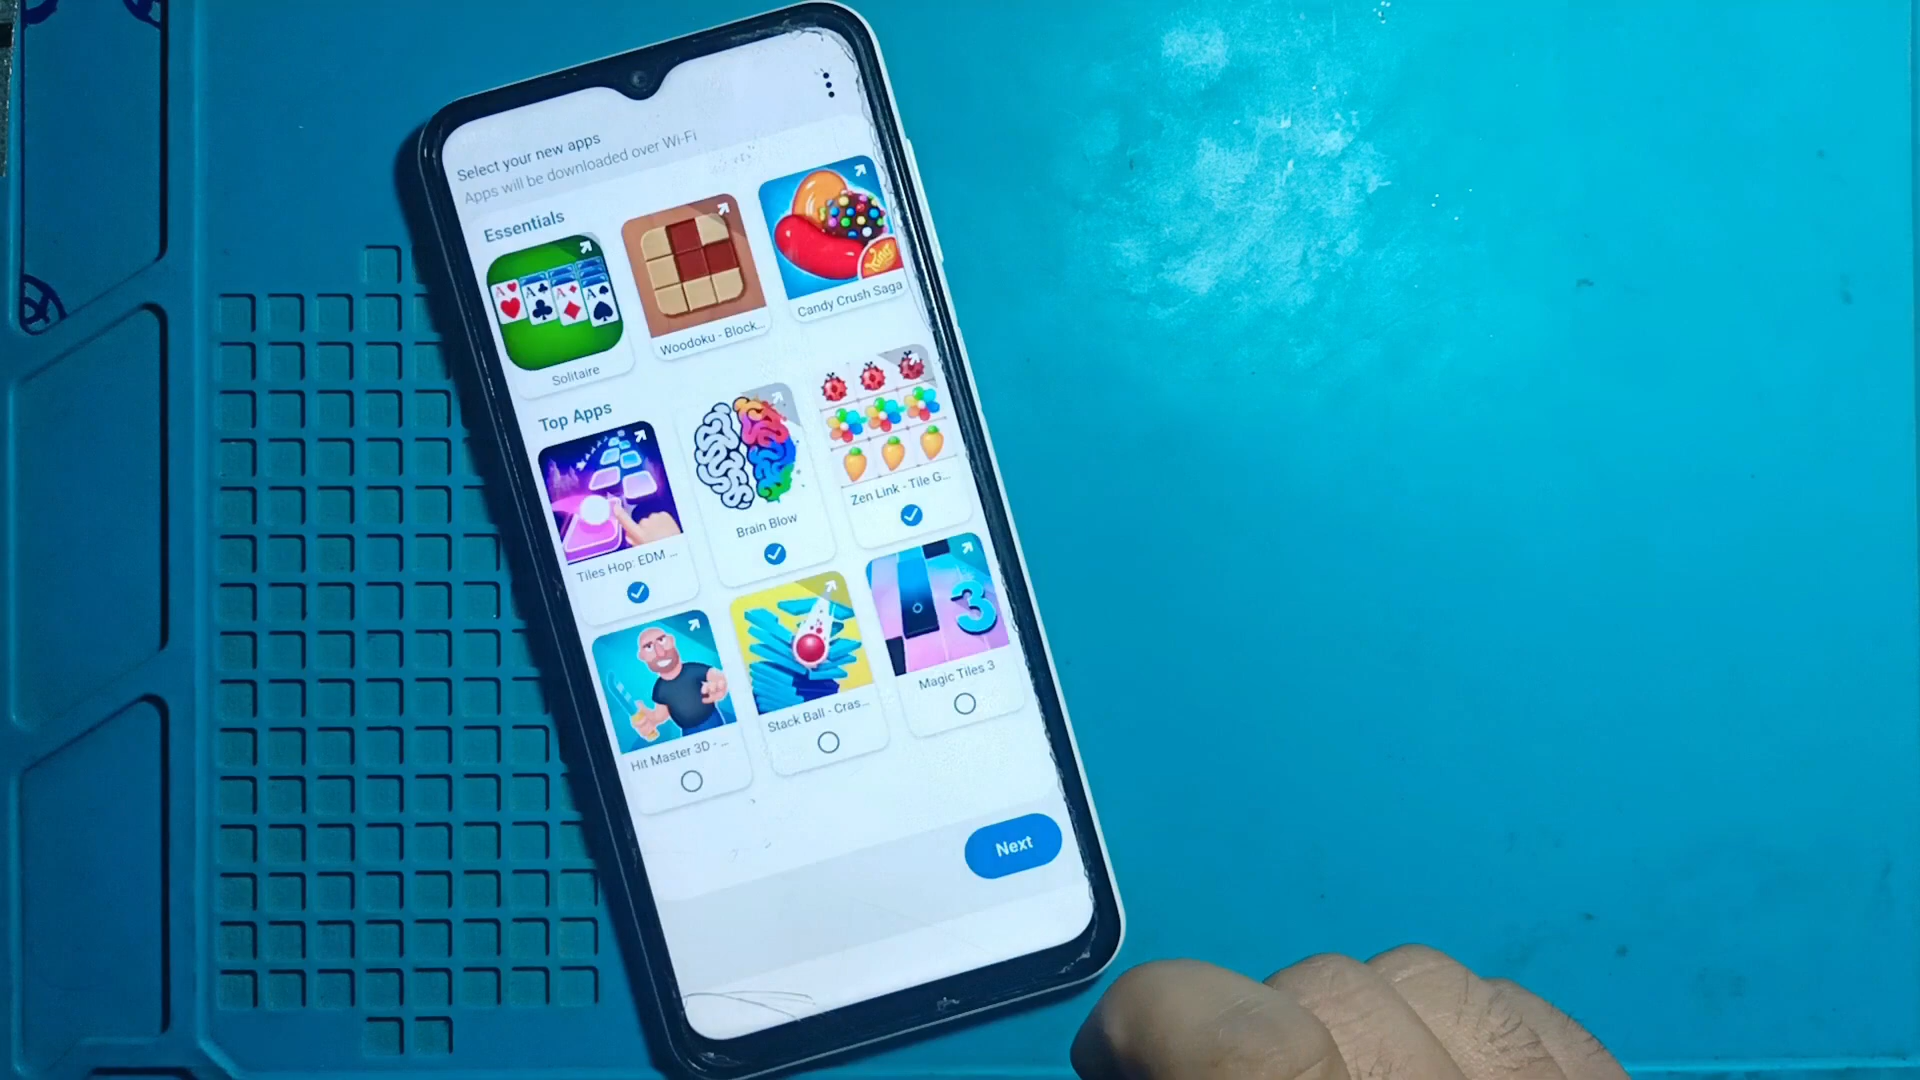 Select your new apps
Apps will be downloaded over Wi-Fi
Essentials
King
Solitaire
Woodoku - Block...
Candy Crush Saga
Top Apps
Tiles Hop: EDM ...
Brain Blow
Zen Link - Tile G...
3
Hit Master 3D - ...
Stack Ball - Cras...
Magic Tiles 3
Next